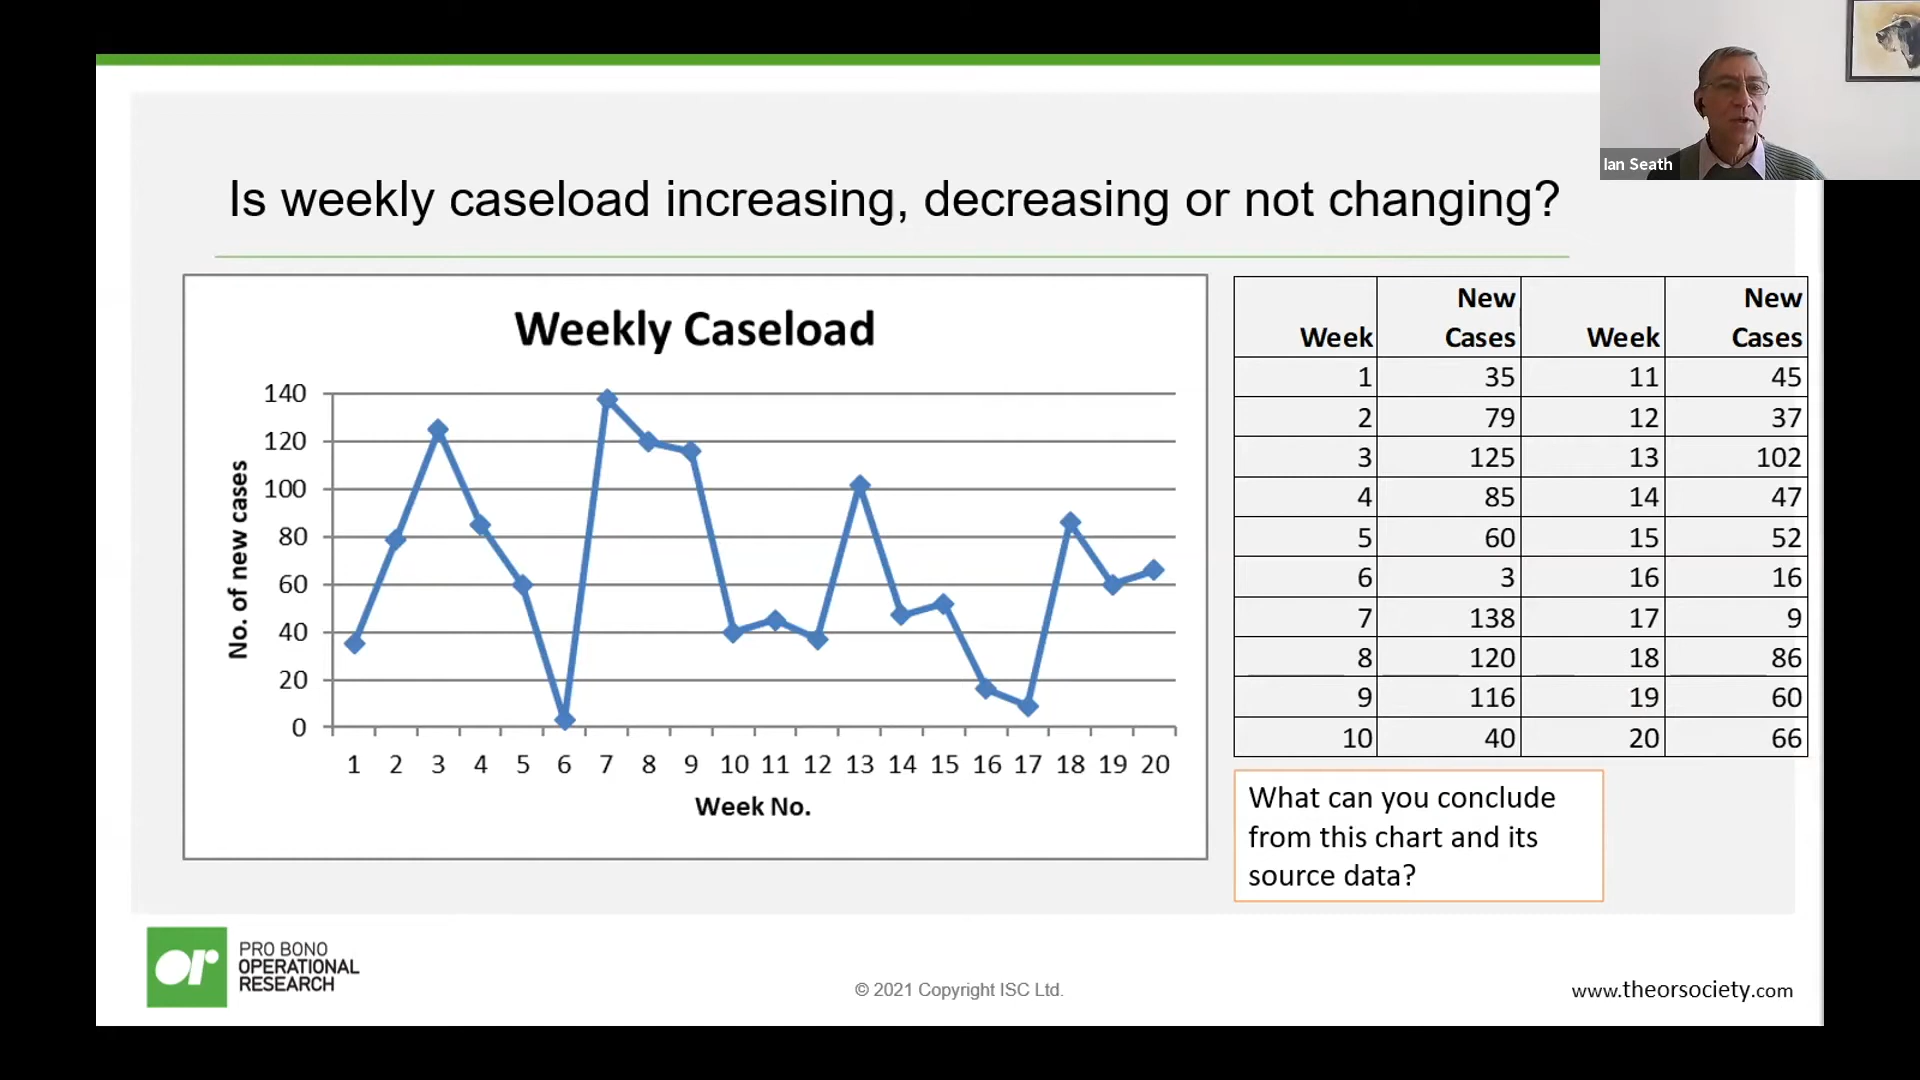 Ian Seath
Is weekly caseload increasing, decreasing or not changing?
Weekly Caseload
No. of new cases
140
120
100
80
60
40
20
0
1 2 3 4 5 6 7 8 9 10 11 12 13 14 15 16 17 18 19 20
Week No.
Week New Cases Week New Cases
1 35 11 45
2 79 12 37
3 125 13 102
4 85 14 47
5 60 15 52
6 3 16 16
7 138 17 9
8 120 18 86
9 116 19 60
10 40 20 66
What can you conclude
from this chart and its
source data?
or
PRO BONO
OPERATIONAL
RESEARCH
© 2021 Copyright ISC Ltd.
www.theorsociety.com